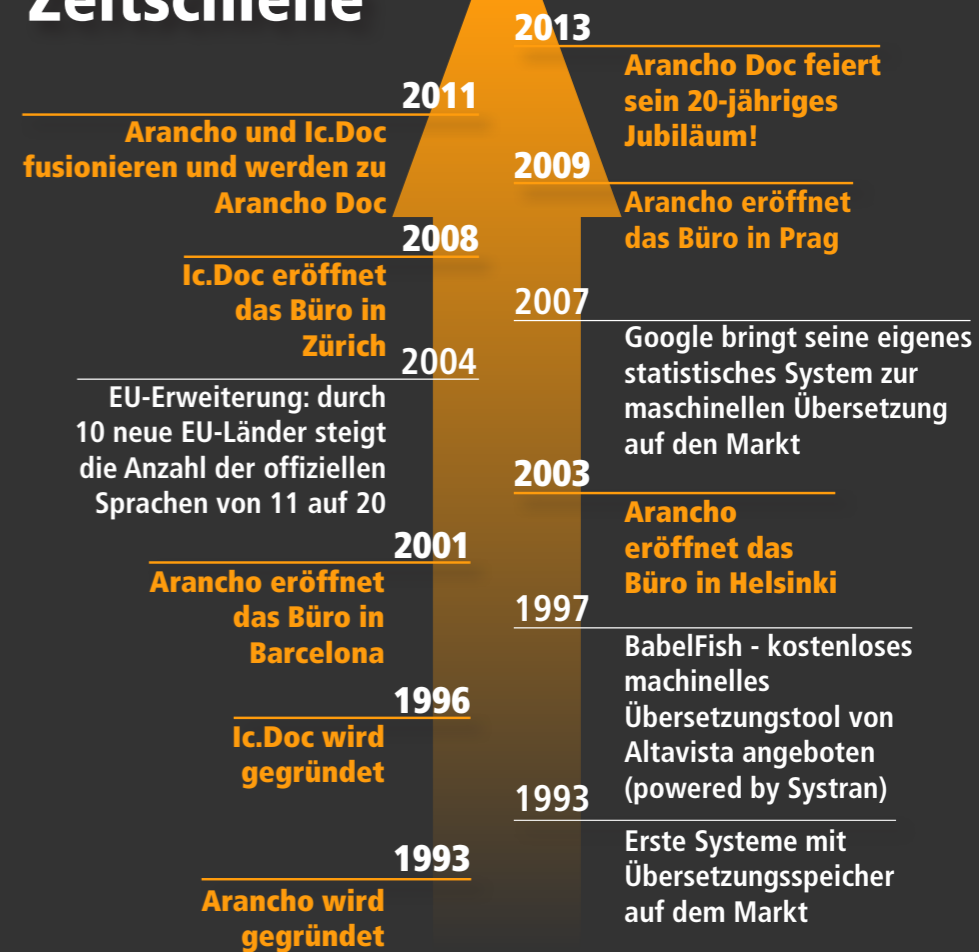 Zeitschiene
2013
Arancho Doc feiert
sein 20-jähriges
Jubiläum!
2011
Arancho und Ic.Doc
fusionieren und werden zu
Arancho Doc
2009
Arancho eröffnet
das Büro in Prag
2008
Ic.Doc eröffnet
das Büro in
Zürich
2007
Google bringt seine eigenes
statistisches System zur
maschinellen Übersetzung
auf den Markt
2004
EU-Erweiterung: durch
10 neue EU-Länder steigt
die Anzahl der offiziellen
Sprachen von 11 auf 20
2003
Arancho
eröffnet das
Büro in Helsinki
2001
Arancho eröffnet
das Büro in
Barcelona
1997
BabelFish - kostenloses
machinelles
Übersetzungstool von
Altavista angeboten
(powered by Systran)
1996
Ic.Doc wird
gegründet
1993
Erste Systeme mit
Übersetzungsspeicher
auf dem Markt
1993
Arancho wird
gegründet